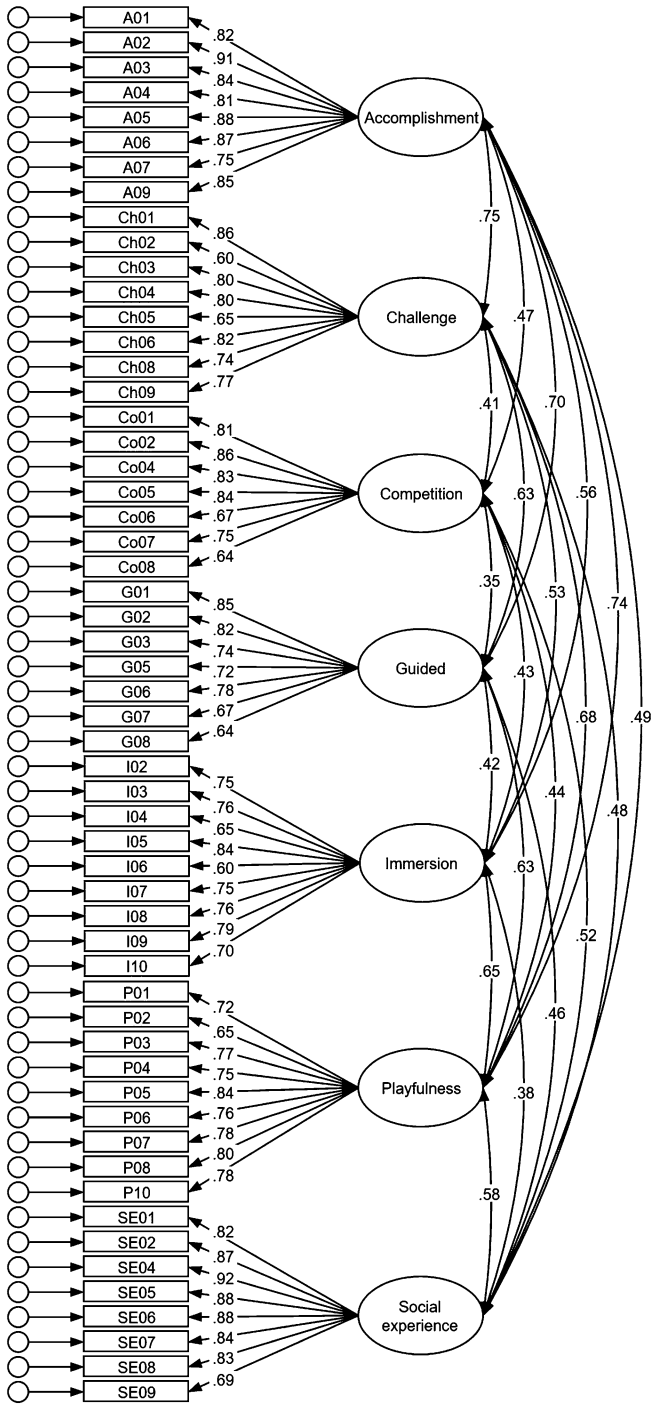 A01
A02
A03
A04
A05
A06
A07
A09
.82
.91
.84
.81
.88
.87
.75
.85
Accomplishment
Ch01
Ch02
Ch03
Ch04
Ch05
Ch06
Ch08
Ch09
.86
.60
.80
.80
.65
.82
.74
.77
Challenge
Co01
Co02
Co04
Co05
Co06
Co07
Co08
.81
.86
.83
.84
.67
.75
.64
Competition
G01
G02
G03
G05
G06
G07
G08
.85
.82
.74
.72
.78
.67
.64
Guided
I02
I03
I04
I05
I06
I07
I08
I09
I10
.75
.76
.65
.84
.60
.75
.76
.79
.70
Immersion
P01
P02
P03
P04
P05
P06
P07
P08
P10
.72
.65
.77
.75
.84
.76
.78
.80
.78
Playfulness
SE01
SE02
SE04
SE05
SE06
SE07
SE08
SE09
.82
.87
.92
.88
.88
.84
.83
.69
Social
experience
.75
.47
.41
.70
.63
.56
.35
.53
.74
.43
.68
.49
.42
.44
.48
.63
.52
.65
.46
.38
.58